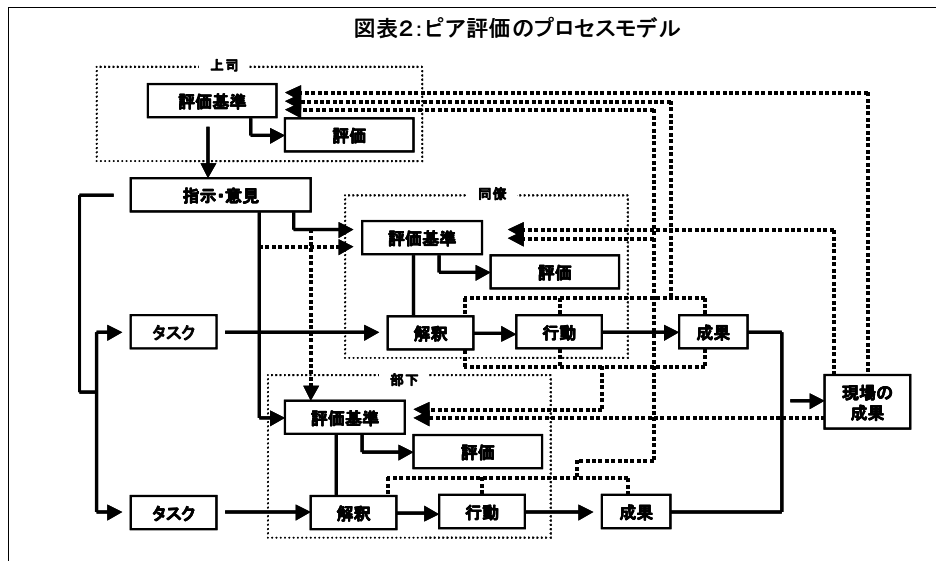 図表2:ピア評価のプロセスモデル
上司
評価基準
評価
指示・意見
同僚
評価基準
評価
タスク
解釈
行動
成果
部下
現場の
成果
評価基準
評価
タスク
解釈
行動
成果